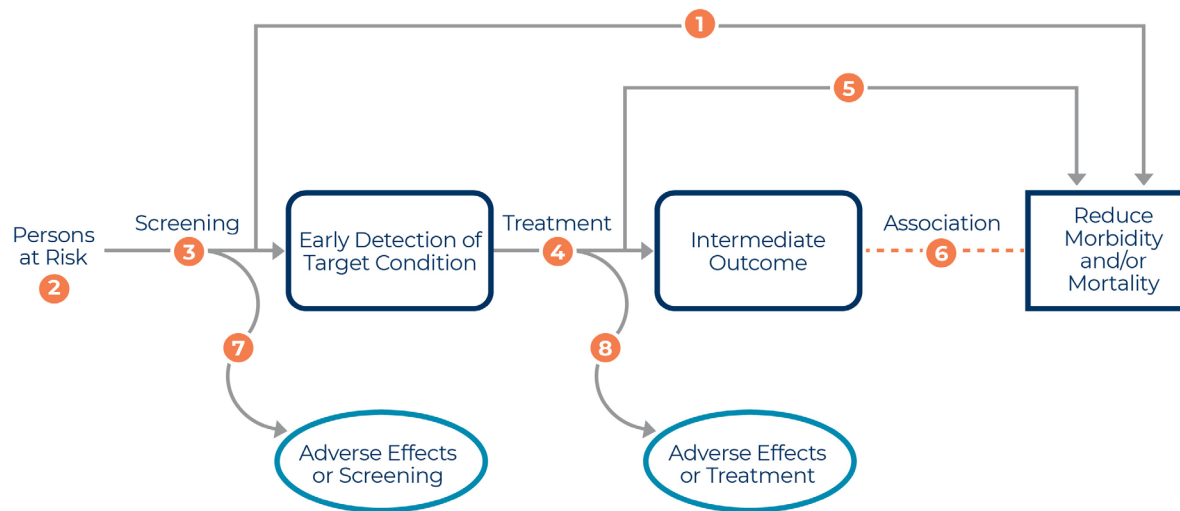 1
5
Persons
at Risk
2
Screening
3
Early Detection of
Target Condition
Treatment
4
Intermediate
Outcome
Association
6
Reduce
Morbidity
and/or
Mortality
7
8
Adverse Effects
or Screening
Adverse Effects
or Treatment